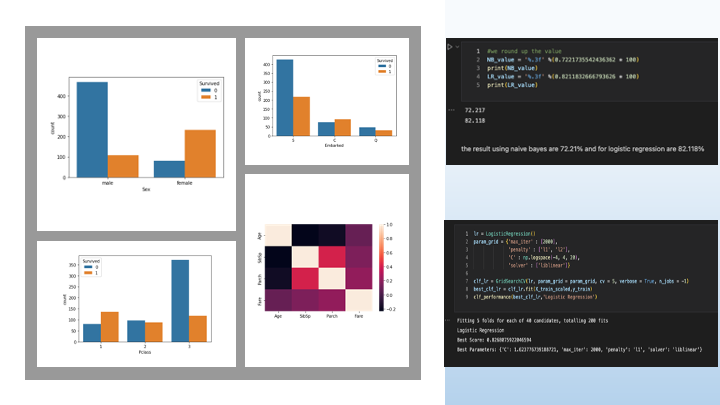 Survived
0
1
400
300
200
100
0
count
male
female
Sex
Survived
0
1
400
350
300
250
200
150
100
50
0
count
S
C
Q
Embarked
Survived
0
1
350
300
250
200
150
100
50
0
count
1
2
3
Pclass
Age
SibSp
Parch
Fare
Age SibSp Parch Fare
1.0
0.8
0.6
0.4
0.2
0.0
-0.2
1 #we round up the value
2 NB_value = '%.3f' %(0.7221735542436362 * 100)
3 print(NB_value)
4 LR_value = '%.3f' %(0.8211832666793626 * 100)
5 print(LR_value)
72.217
82.118
the result using naive bayes are 72.21% and for logistic regression are 82.118%
1 lr = LogisticRegression()
2 param_grid = {'max_iter' : [2000],
3 'penalty' : ['l1', 'l2'],
4 'C' : np.logspace(-4, 4, 20),
5 'solver' : ['liblinear']}
6
7 clf_lr = GridSearchCV(lr, param_grid = param_grid, cv = 5, verbose = True, n_jobs = -1)
8 best_clf_lr = clf_lr.fit(X_train_scaled,y_train)
9 clf_performance(best_clf_lr,'Logistic Regression')
Fitting 5 folds for each of 40 candidates, totalling 200 fits
Logistic Regression
Best Score:
Best Parameters: {'C': 1.623776739188721, 'max_iter': 2000, 'penalty': 'l1', 'solver': 'liblinear'}